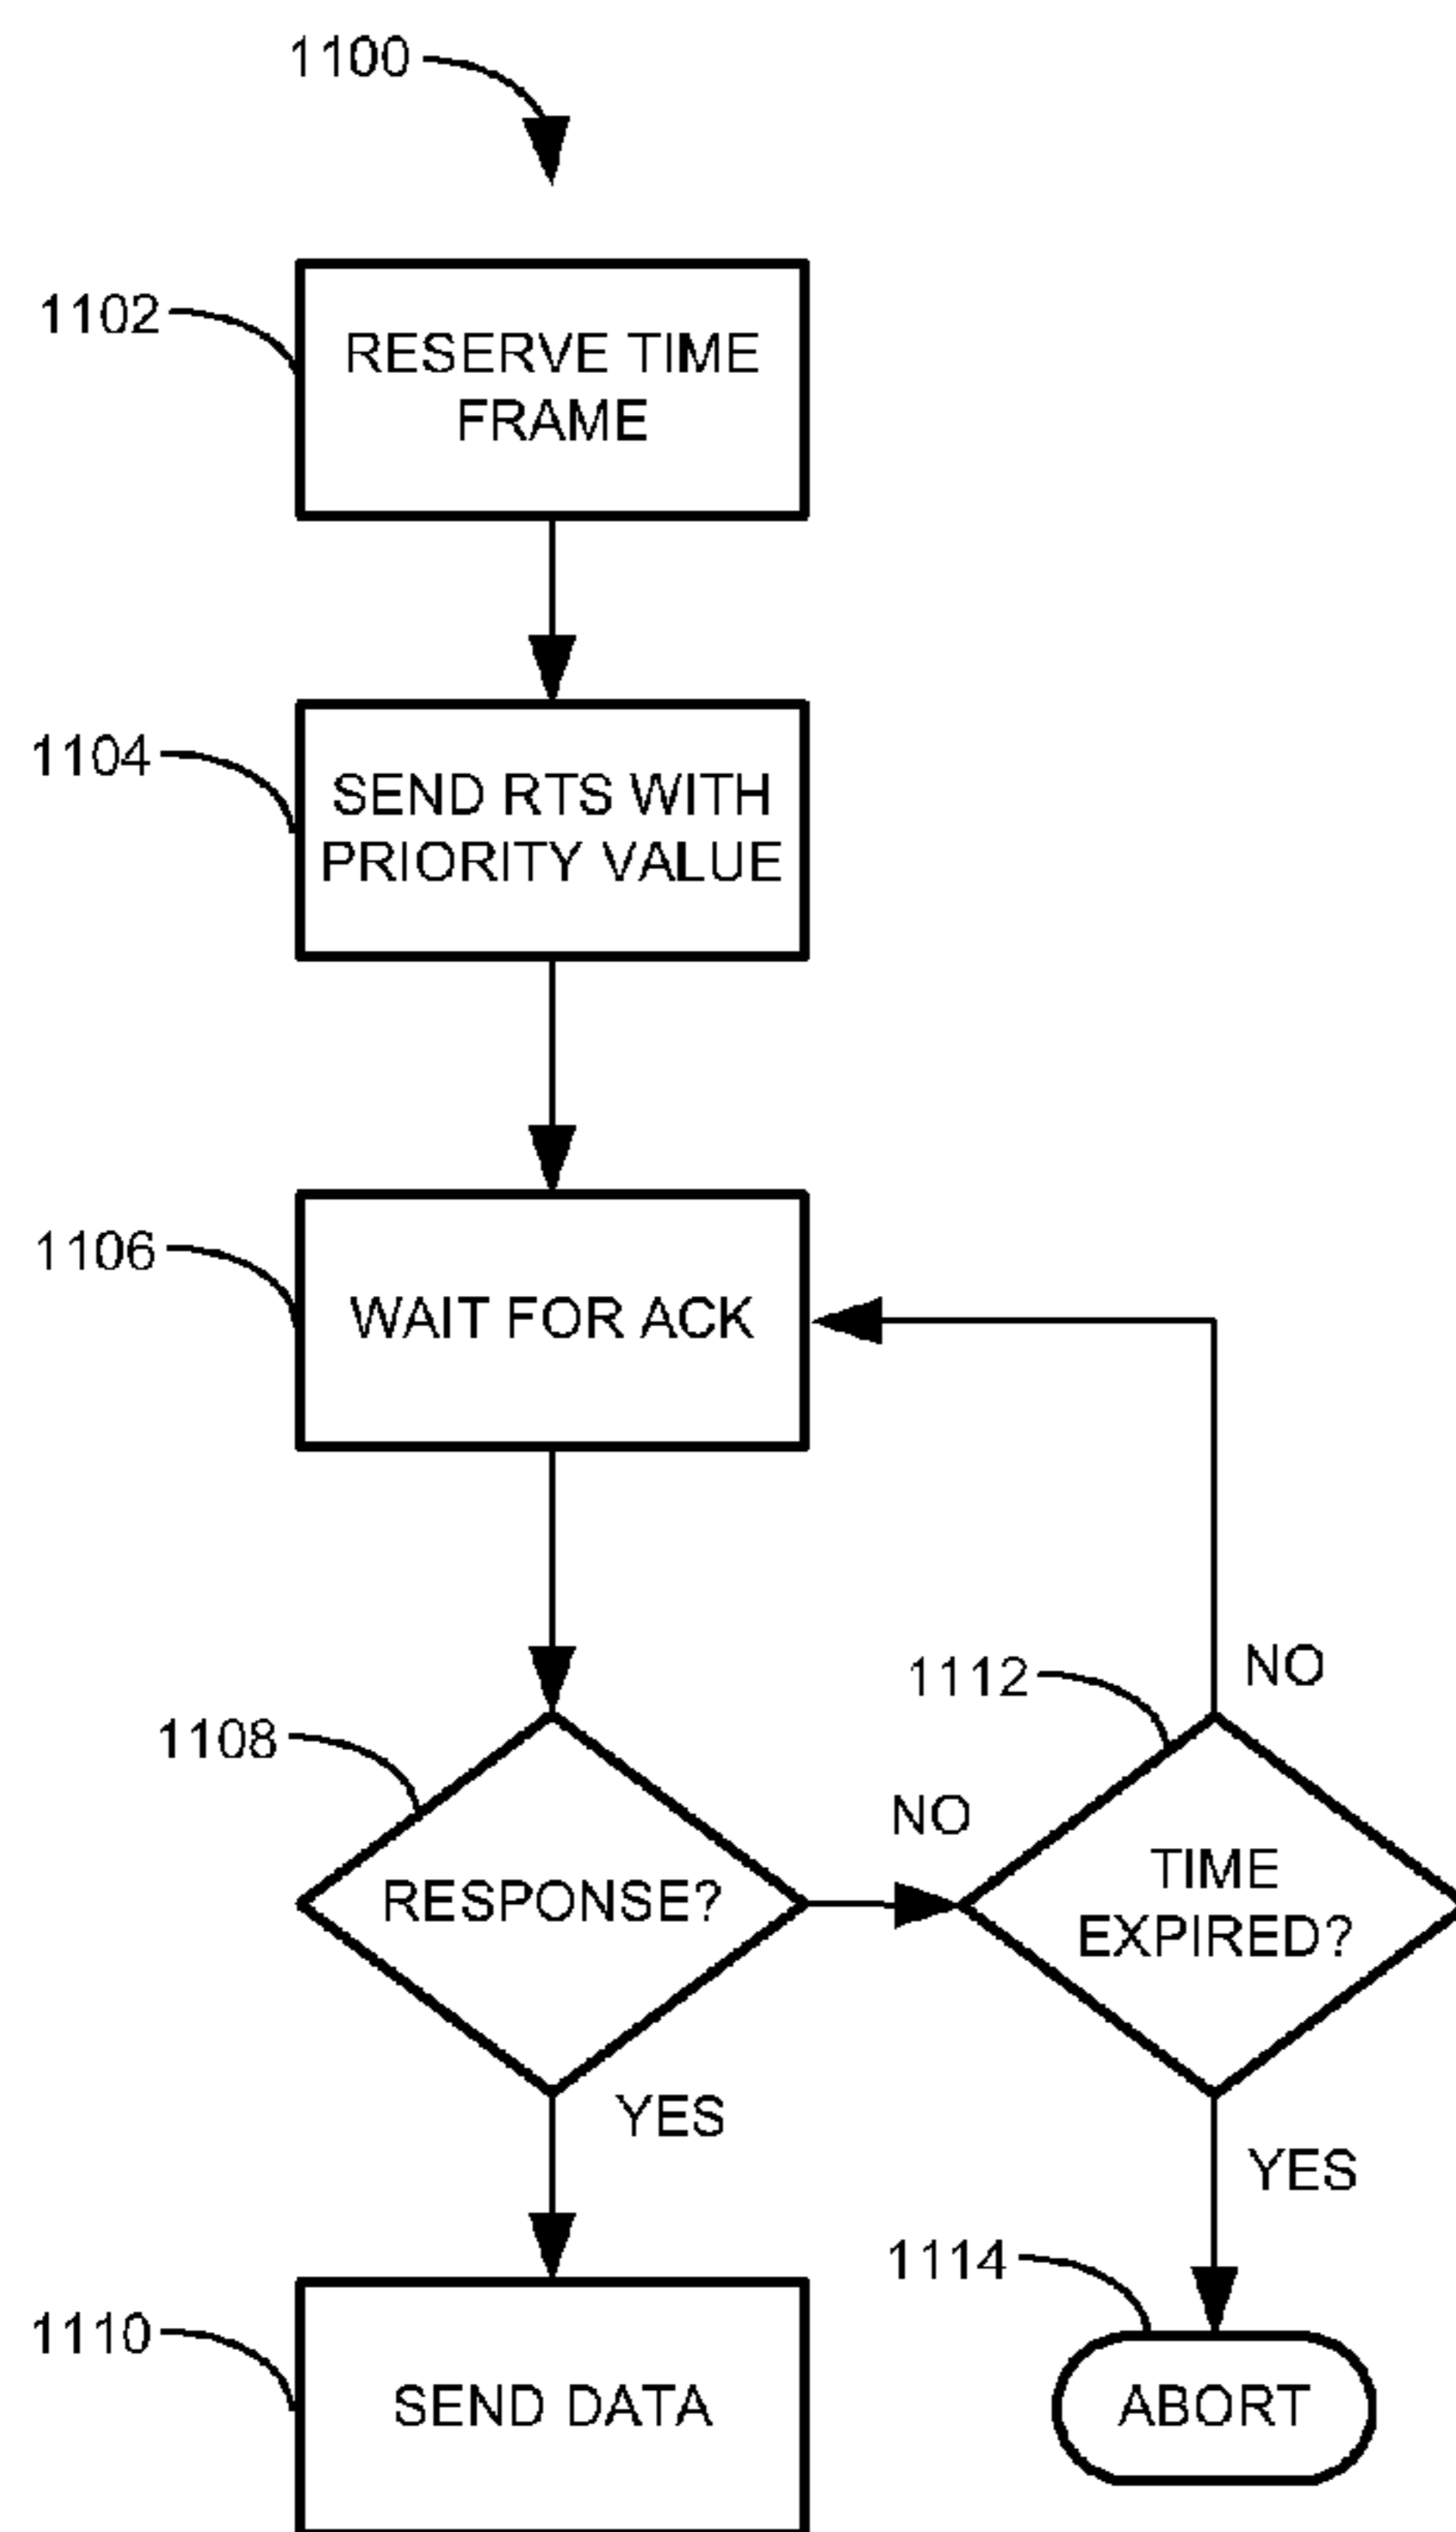 1100
1102
RESERVE TIME
FRAME
1104
SEND RTS WITH
PRIORITY VALUE
1106
WAIT FOR ACK
1108
RESPONSE?
NO
1112
NO
TIME
EXPIRED?
YES
YES
1110
SEND DATA
1114
ABORT